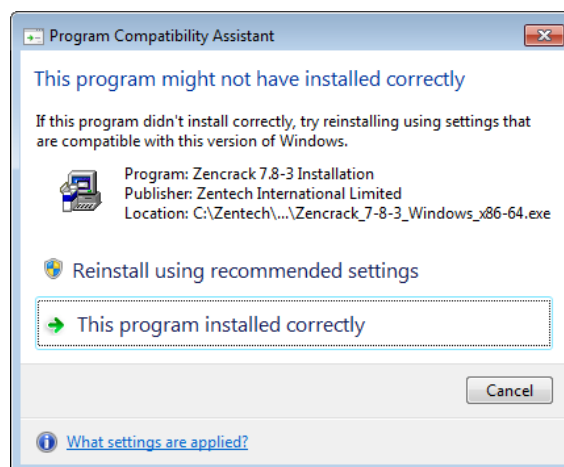 Program Compatibility Assistant
This program might not have installed correctly
If this program didn't install correctly, try reinstalling using settings that
are compatible with this version of Windows.
Program: Zencrack 7.8-3 Installation
Publisher: Zentech International Limited
Location: C:\Zentech\...\Zencrack_7-8-3_Windows_x86-64.exe
Reinstall using recommended settings
This program installed correctly
Cancel
What settings are applied?